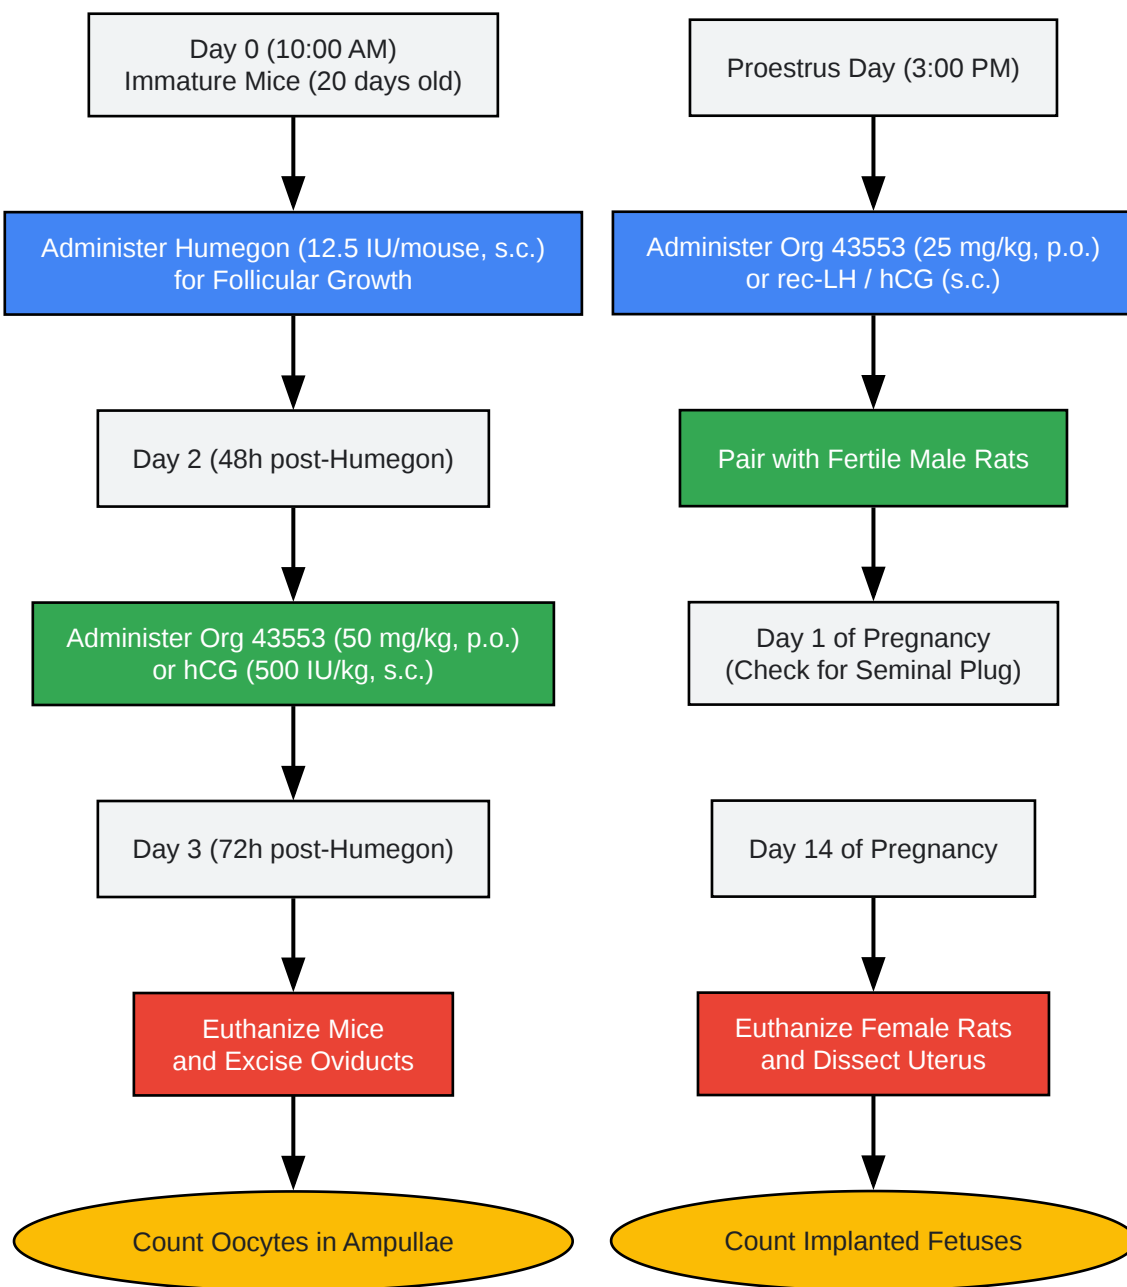 Day 0 (10:00 AM)
Immature Mice (20 days old)
Administer Humegon (12.5 IU/mouse, s.c.)
for Follicular Growth
Day 2 (48h post-Humegon)
Administer Org 43553 (50 mg/kg, p.o.)
or hCG (500 IU/kg, s.c.)
Day 3 (72h post-Humegon)
Euthanize Mice
and Excise Oviducts
Count Oocytes in Ampullae
Proestrus Day (3:00 PM)
Administer Org 43553 (25 mg/kg, p.o.)
or rec-LH / hCG (s.c.)
Pair with Fertile Male Rats
Day 1 of Pregnancy
(Check for Seminal Plug)
Day 14 of Pregnancy
Euthanize Female Rats
and Dissect Uterus
Count Implanted Fetuses